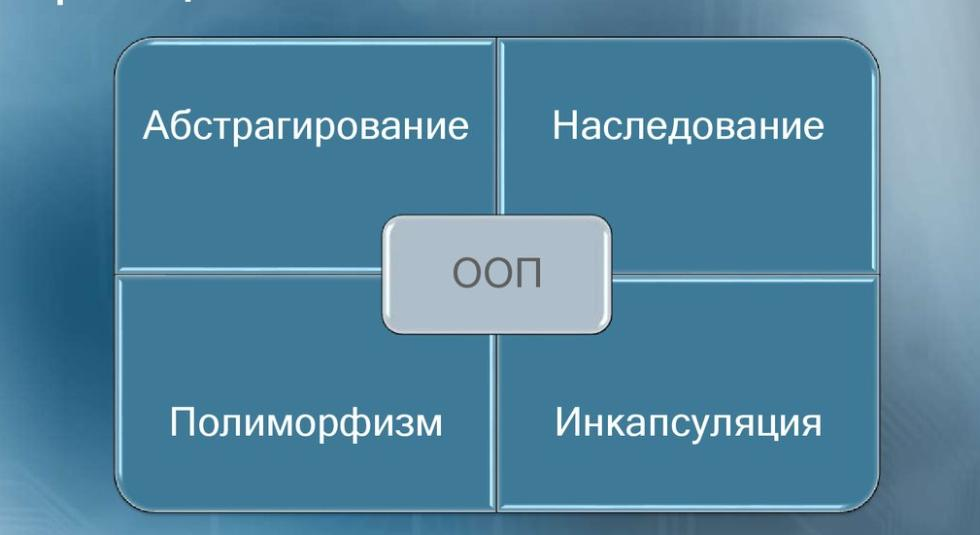 Абстрагирование
Наследование
ООП
Полиморфизм
Инкапсуляция